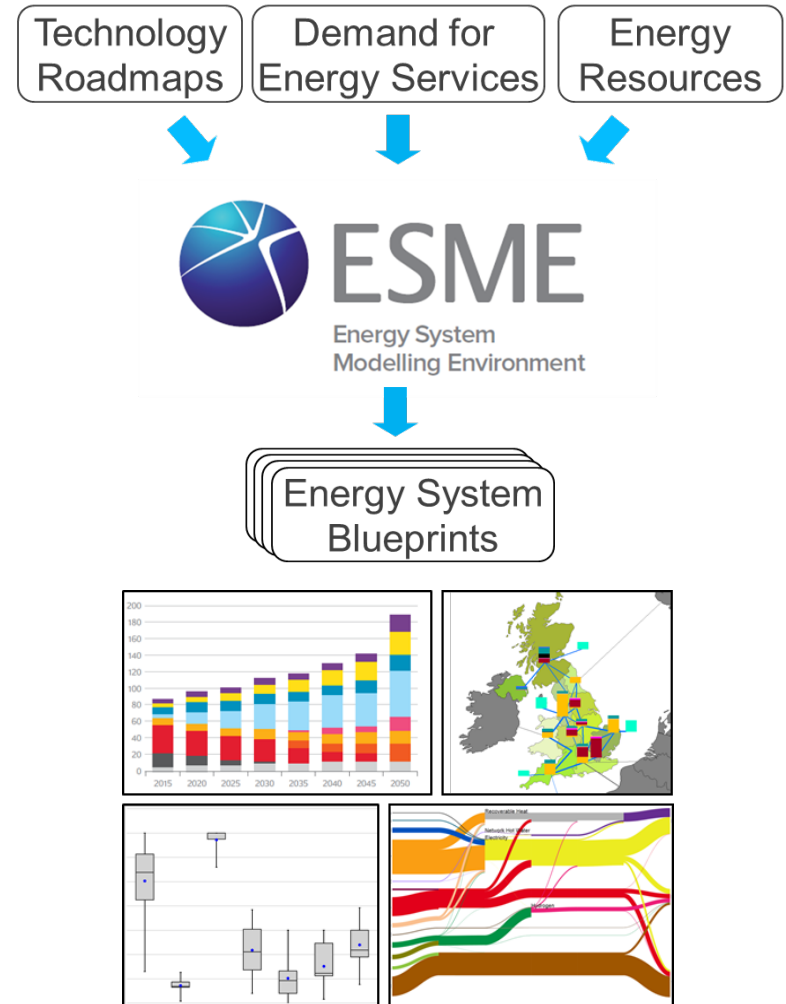 Technology
Roadmaps
Demand for
Energy Services
Energy
Resources
ESME
Energy System
Modelling Environment
Energy System
Blueprints
200
180
160
140
120
100
80
60
40
20
0
2015 2020 2025 2030 2035 2040 2045 2050
Recoverable Heat
Network Hot Water
Electricity
Hydrogen